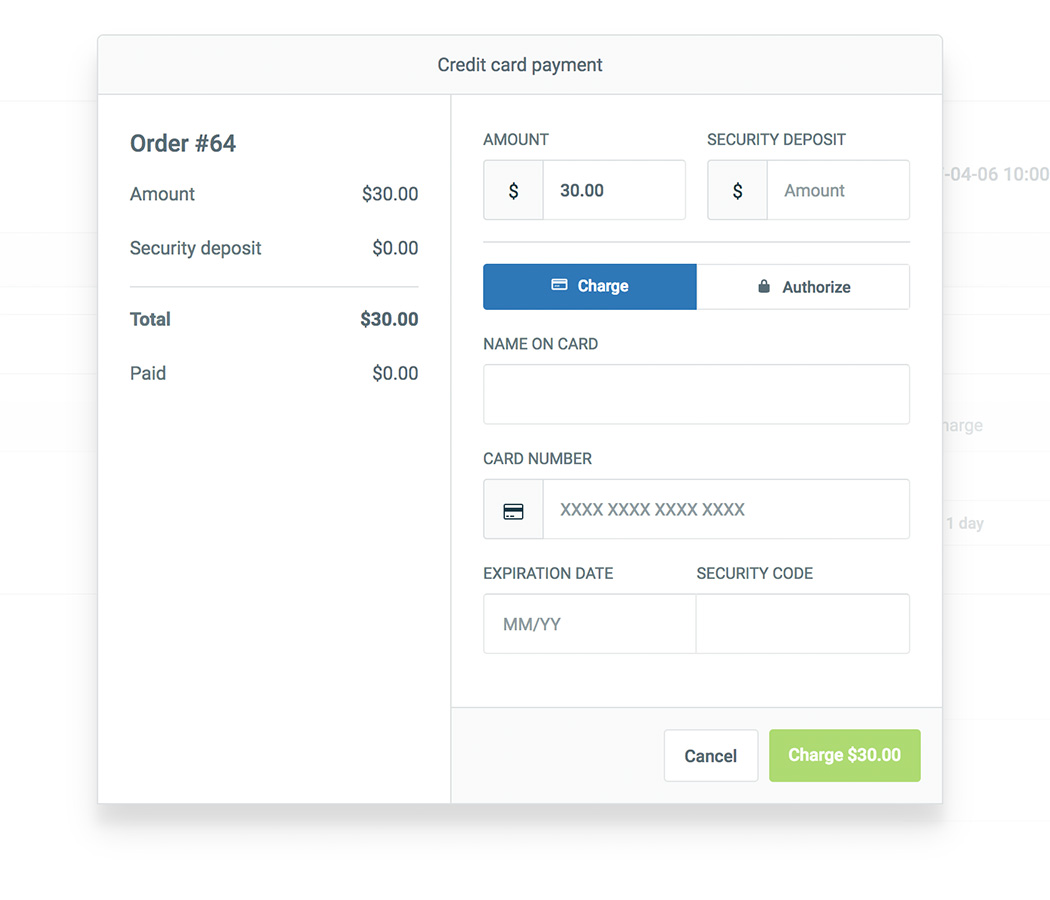 Credit card payment
Order #64
Amount $30.00
Security deposit $0.00
Total $30.00
Paid $0.00
AMOUNT SECURITY DEPOSIT
$ 30.00 $ Amount
Charge Authorize
NAME ON CARD
CARD NUMBER
XXXX XXXX XXXX XXXX
EXPIRATION DATE SECURITY CODE
MM/YY
Cancel Charge $30.00
-04-06 10:00
1 day